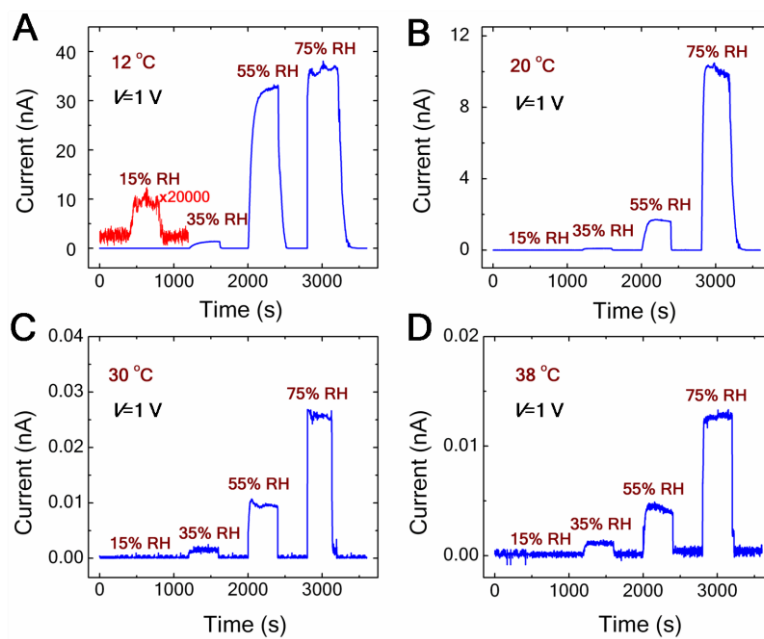 A
12 °C
V=1 V
15% RH
x20000
35% RH
55% RH
75% RH
Current (nA)
50
40
30
20
10
0
0 1000 2000 3000
Time (s)
B
20 °C
V=1 V
15% RH
35% RH
55% RH
75% RH
Current (nA)
12
8
4
0
0 1000 2000 3000
Time (s)
C
30 °C
V=1 V
15% RH
35% RH
55% RH
75% RH
Current (nA)
0.04
0.03
0.02
0.01
0.00
0 1000 2000 3000
Time (s)
D
38 °C
V=1 V
15% RH
35% RH
55% RH
75% RH
Current (nA)
0.02
0.01
0.00
0 1000 2000 3000
Time (s)